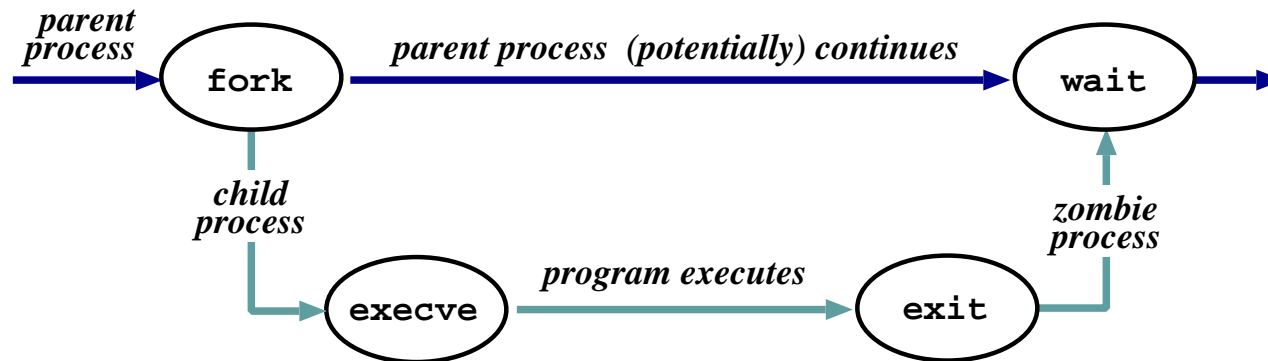 parent
process
fork
parent process (potentially) continues
wait
child
process
zombie
process
execve
program executes
exit